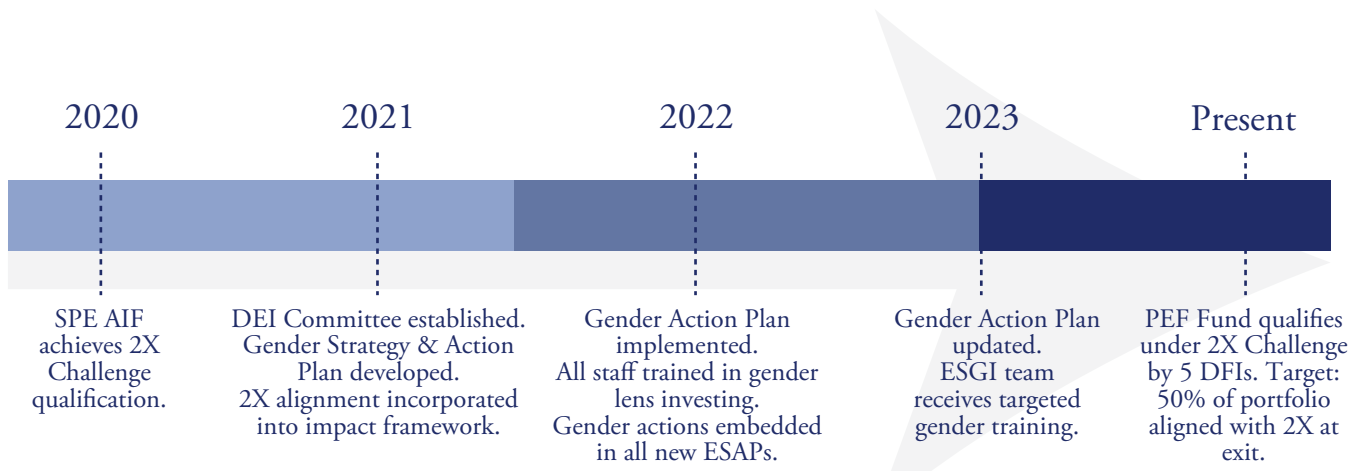 2020
2021
2022
2023
Present
SPE AIF
achieves 2X
Challenge
qualification.
DEI Committee established.
Gender Strategy & Action
Plan developed.
2X alignment incorporated
into impact framework.
Gender Action Plan
implemented.
All staff trained in gender
lens investing.
Gender actions embedded
in all new ESAPs.
Gender Action Plan
updated.
ESGI team
receives targeted
gender training.
PEF Fund qualifies
under 2X Challenge
by 5 DFIs. Target:
50% of portfolio
aligned with 2X at
exit.